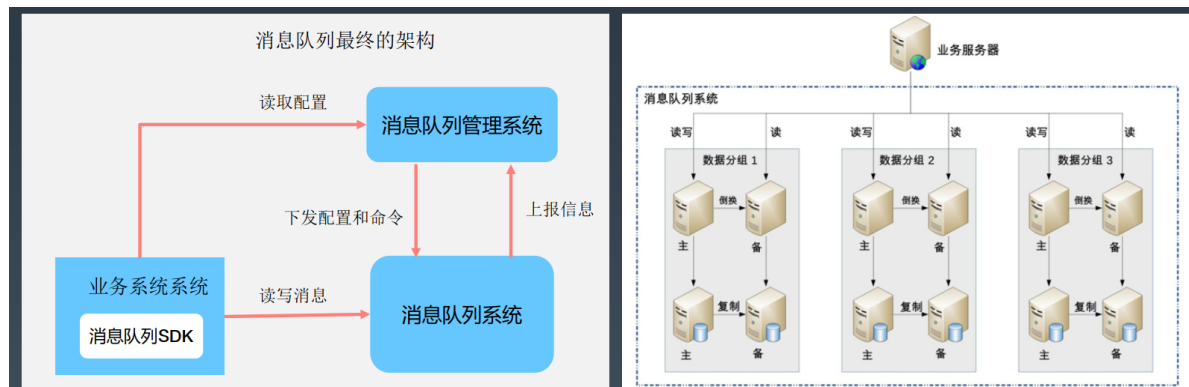 消息队列最终的架构
读取配置
消息队列管理系统
下发配置和命令
上报信息
业务系统系统
消息队列SDK
读写消息
消息队列系统
业务服务器
消息队列系统
读写
读
读写
读
读写
读
数据分组 1
数据分组 2
数据分组 3
倒换
倒换
倒换
主
备
主
备
主
备
复制
复制
复制
主
备
主
备
主
备